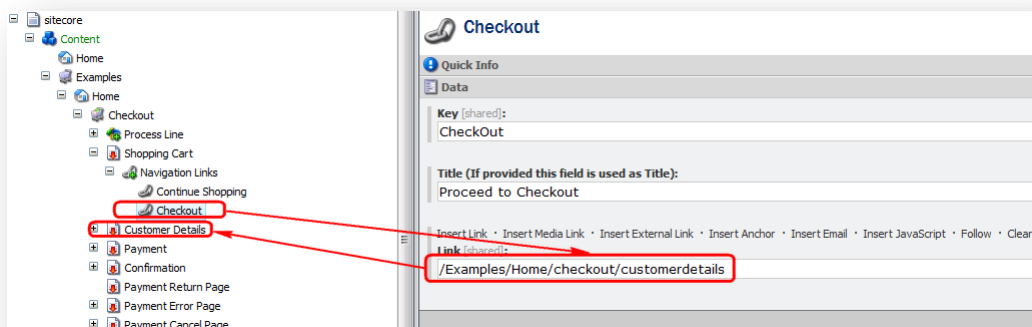 sitecore
Content
Home
Examples
Home
Checkout
Process Line
Shopping Cart
Navigation Links
Continue Shopping
Checkout
Customer Details
Payment
Confirmation
Payment Return Page
Payment Error Page
Payment Cancel Page
Checkout
Quick Info
Data
Key [shared]:
CheckOut
Title (If provided this field is used as Title):
Proceed to Checkout
Insert Link · Insert Media Link · Insert External Link · Insert Anchor · Insert Email · Insert JavaScript · Follow · Clear
Link [shared]:
/Examples/Home/checkout/customerdetails